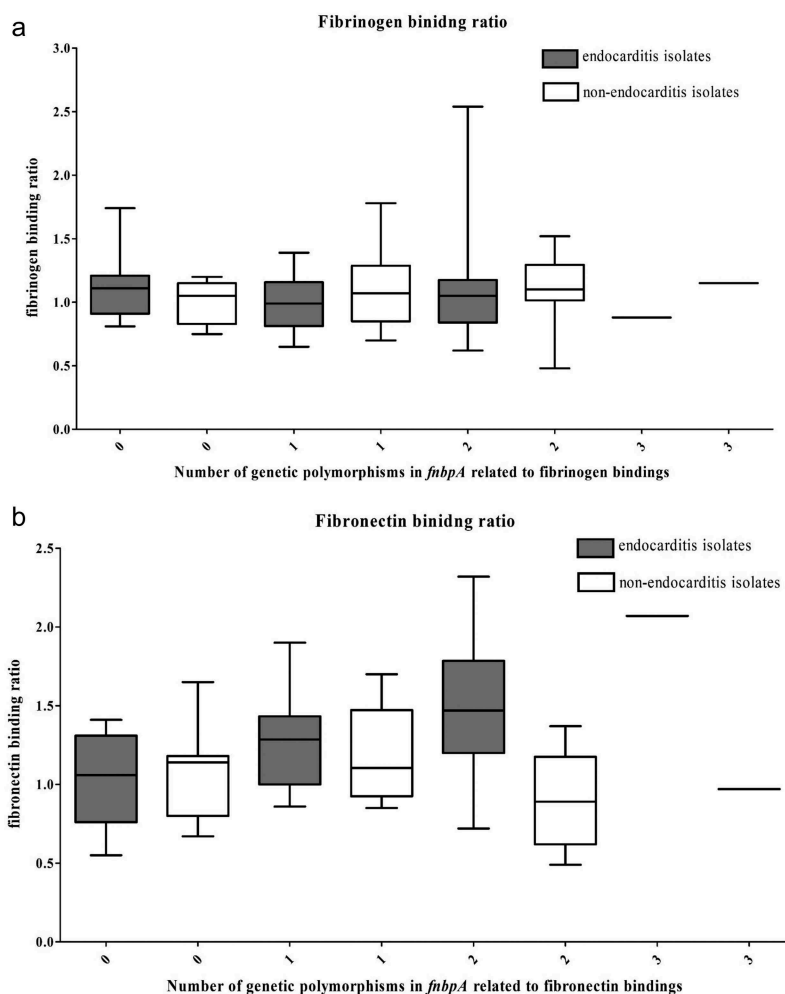 a
Fibrinogen binidng ratio
endocarditis isolates
non-endocarditis isolates
fibrinogen binding ratio
3.0
2.5
2.0
1.5
1.0
0.5
0.0
0 0 1 1 2 2 3 3
Number of genetic polymorphisms in fnbpA related to fibrinogen bindings
b
Fibronectin binidng ratio
endocarditis isolates
non-endocarditis isolates
fibronectin binding ratio
2.5
2.0
1.5
1.0
0.5
0.0
0 0 1 1 2 2 3 3
Number of genetic polymorphisms in fnbpA related to fibronectin bindings